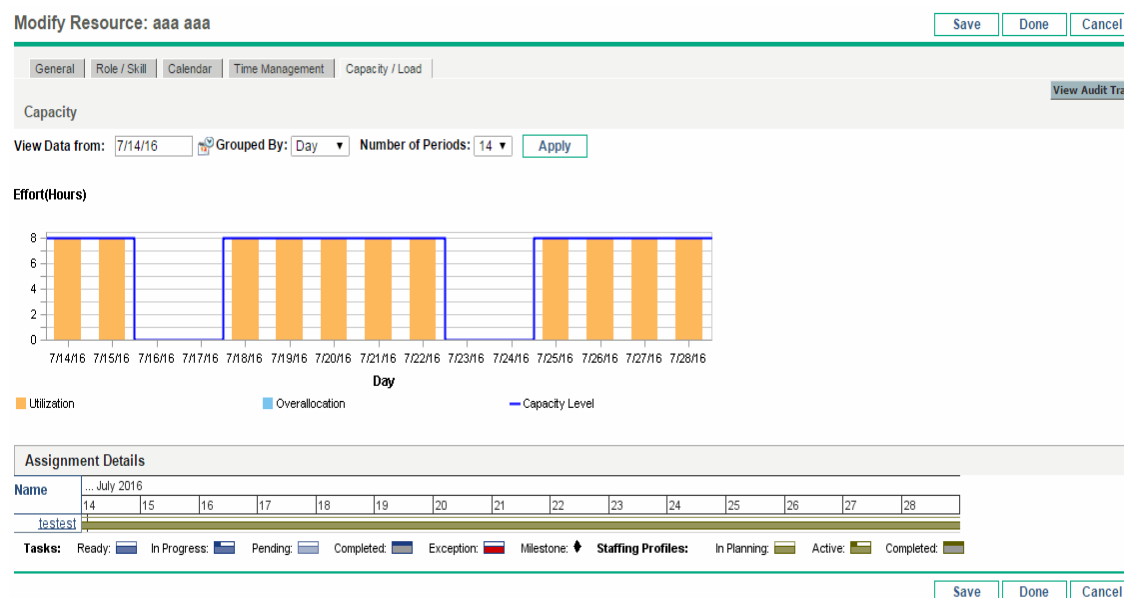 Modify Resource: aaa aaa Save Done Cancel
General Role / Skill Calendar Time Management Capacity / Load
View Audit Tra
Capacity
View Data from: 7/14/16 Grouped By: Day Number of Periods: 14 Apply
Effort(Hours)
8
6
4
2
0
7/14/16 7/15/16 7/16/16 7/17/16 7/18/16 7/19/16 7/20/16 7/21/16 7/22/16 7/23/16 7/24/16 7/25/16 7/26/16 7/27/16 7/28/16
Day
Utilization Overallocation Capacity Level
Assignment Details
Name ... July 2016
14 15 16 17 18 19 20 21 22 23 24 25 26 27 28
testest
Tasks: Ready: In Progress: Pending: Completed: Exception: Milestone: Staffing Profiles: In Planning: Active: Completed:
Save Done Cancel